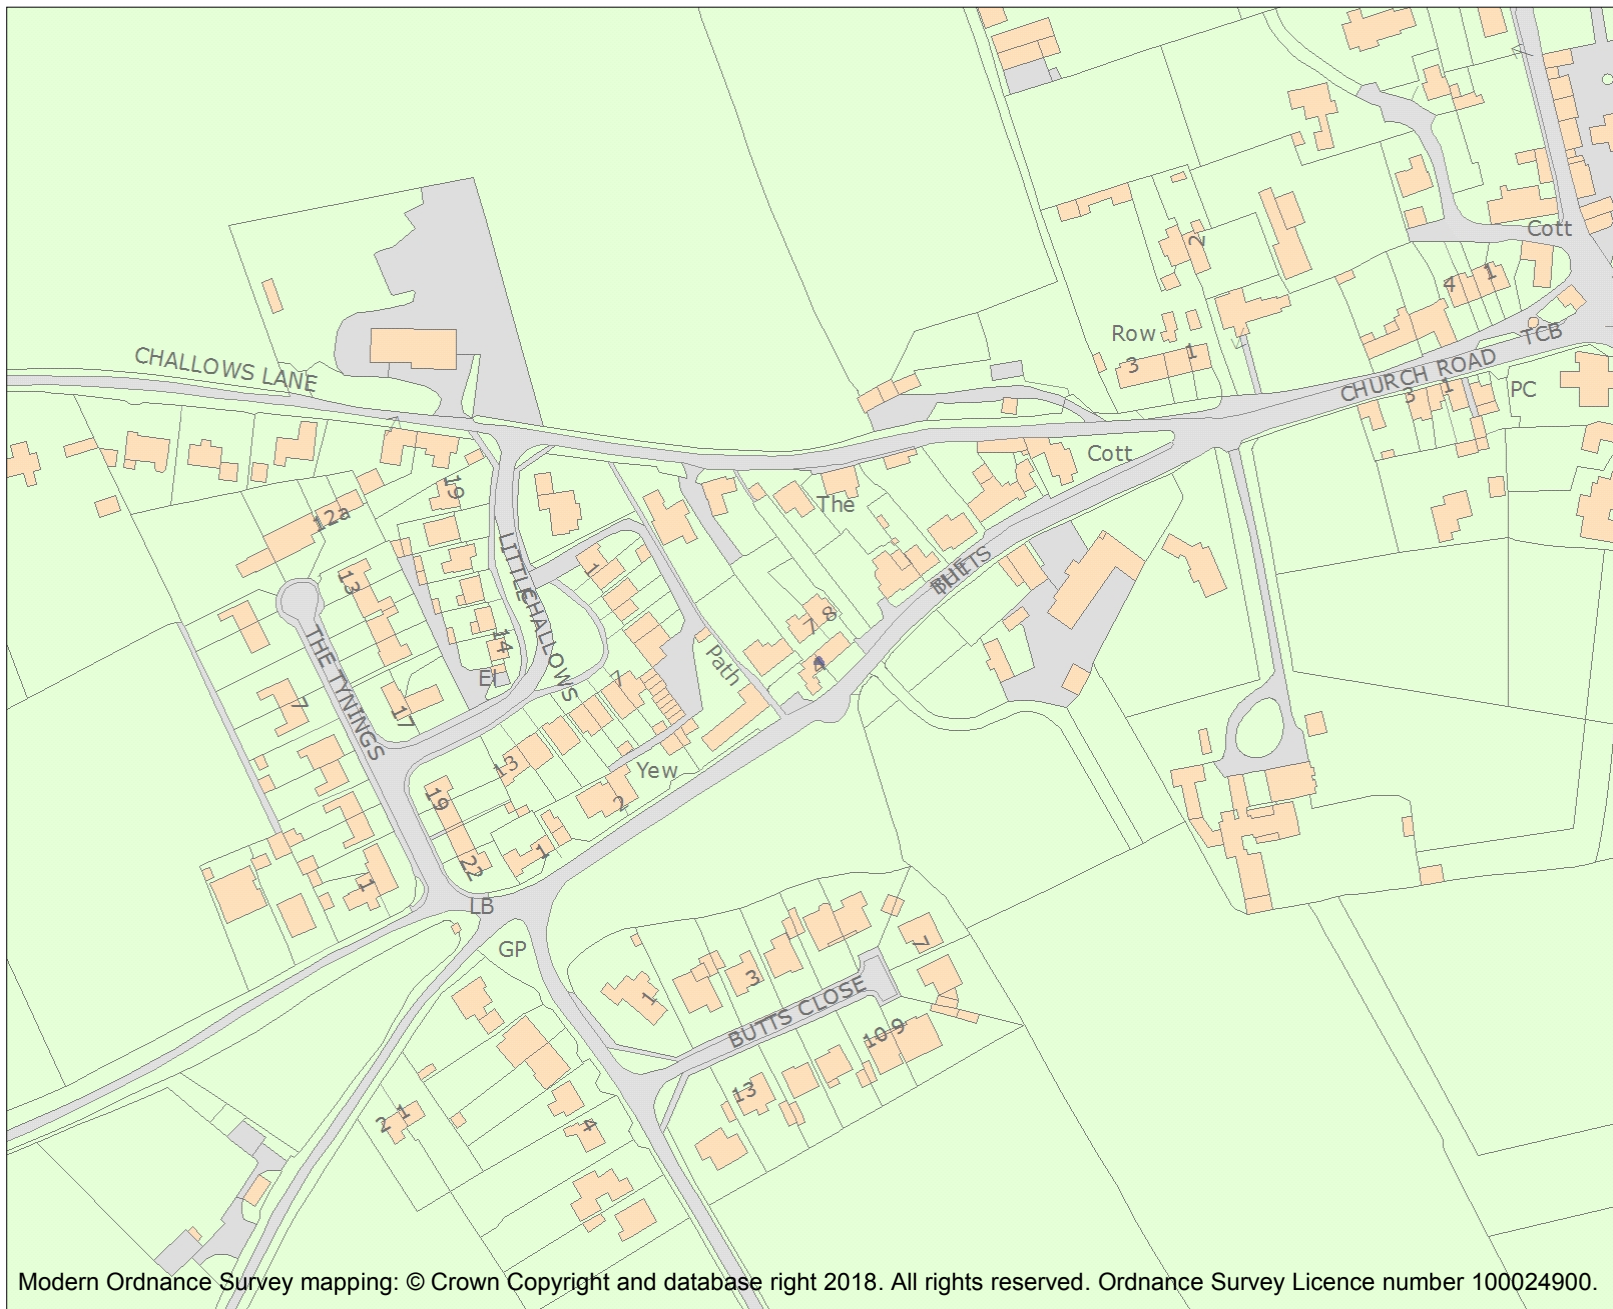 Cott
2
4
1
TCB
Row
3
1
CHURCH ROAD
3
1
PC
CHALLOWS LANE
Cott
19
The
12a
LITTLE CHALLOWS
THE BUTTS
13
1
7 8
14
Path
4
El
7
THE TYNINGS
7
17
13
Yew
19
2
1
22
1
LB
GP
7
3
1
BUTTS CLOSE
10 9
13
2 1
4
Modern Ordnance Survey mapping: © Crown Copyright and database right 2018. All rights reserved. Ordnance Survey Licence number 100024900.